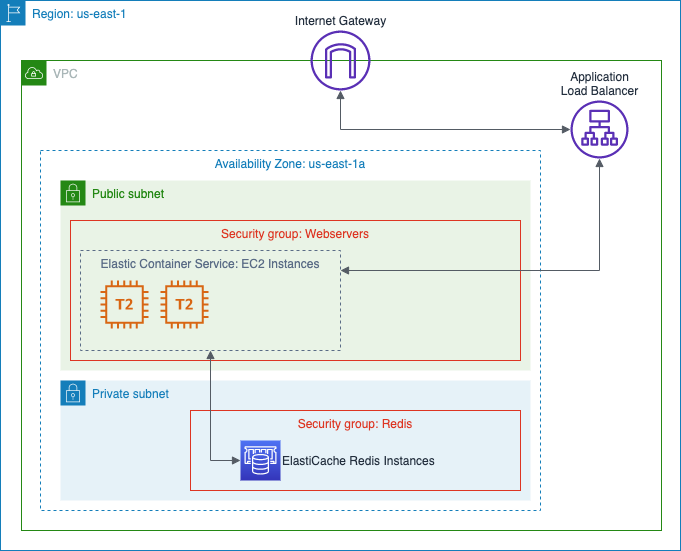 Region: us-east-1
Internet Gateway
VPC
Application
Load Balancer
Availability Zone: us-east-1a
Public subnet
Security group: Webservers
Elastic Container Service: EC2 Instances
T2
T2
Private subnet
Security group: Redis
ElastiCache Redis Instances